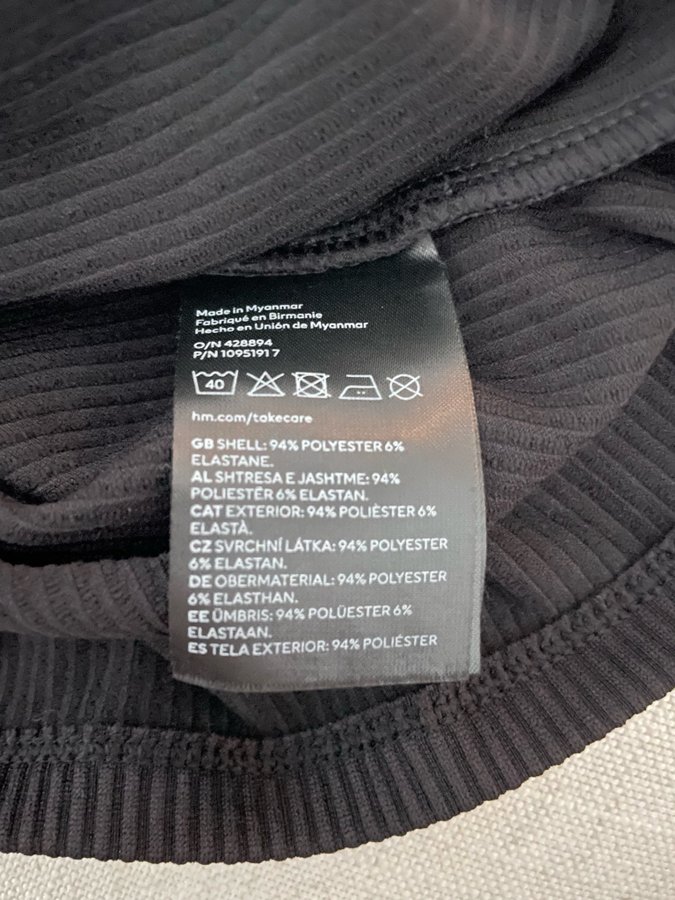 Made in Myanmar
Fabriqué en Birmanie
Hecho en Unión de Myanmar
O/N 428894
P/N 1095191 7
40
hm.com/takecare
GB SHELL: 94% POLYESTER 6%
ELASTANE.
AL SHTRESA E JASHTME: 94%
POLIESTËR 6% ELASTAN.
CAT EXTERIOR: 94% POLIÈSTER 6%
ELASTÀ.
CZ SVRCHNÍ LÁTKA: 94% POLYESTER
6% ELASTAN.
DE OBERMATERIAL: 94% POLYESTER
6% ELASTHAN.
EE ÜMBRIS: 94% POLÜESTER 6%
ELASTAAN.
ES TELA EXTERIOR: 94% POLIÉSTER